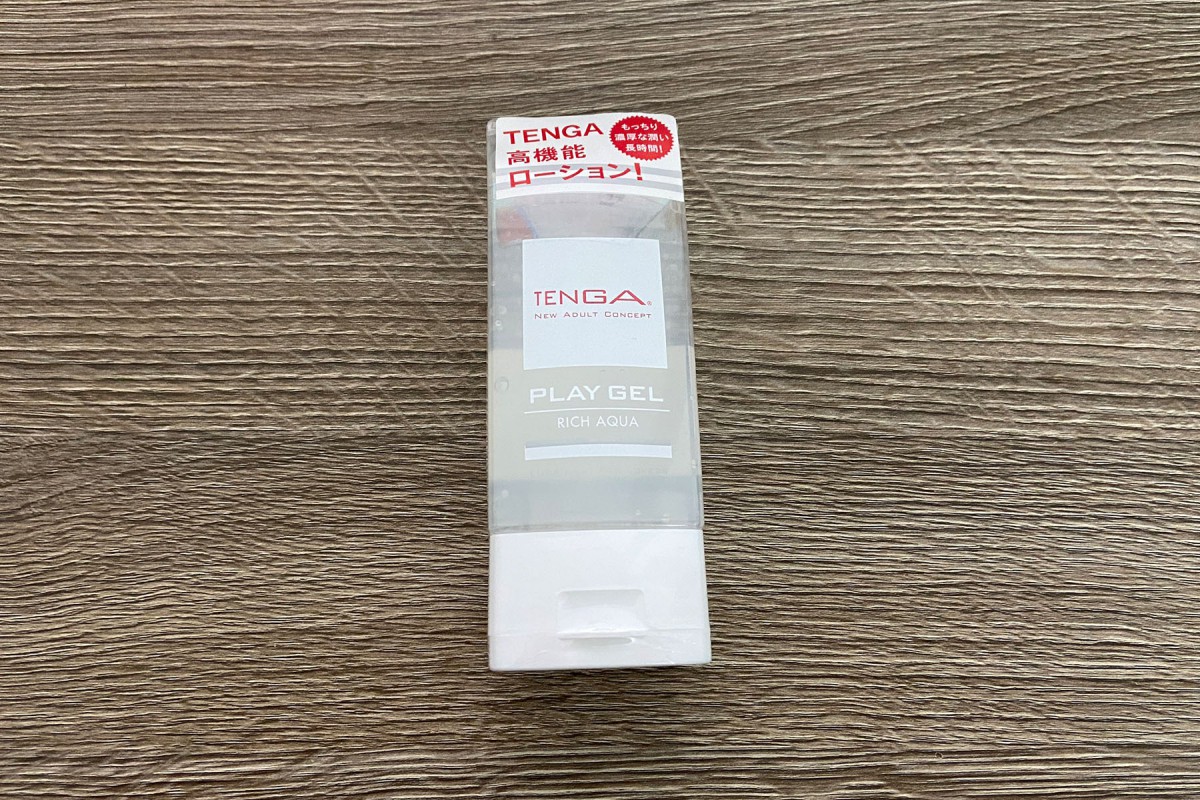 TENGA
高機能
ローション!
もっちり
濃厚な潤い
長時間!
TENGA®
NEW ADULT CONCEPT
PLAY GEL
RICH AQUA